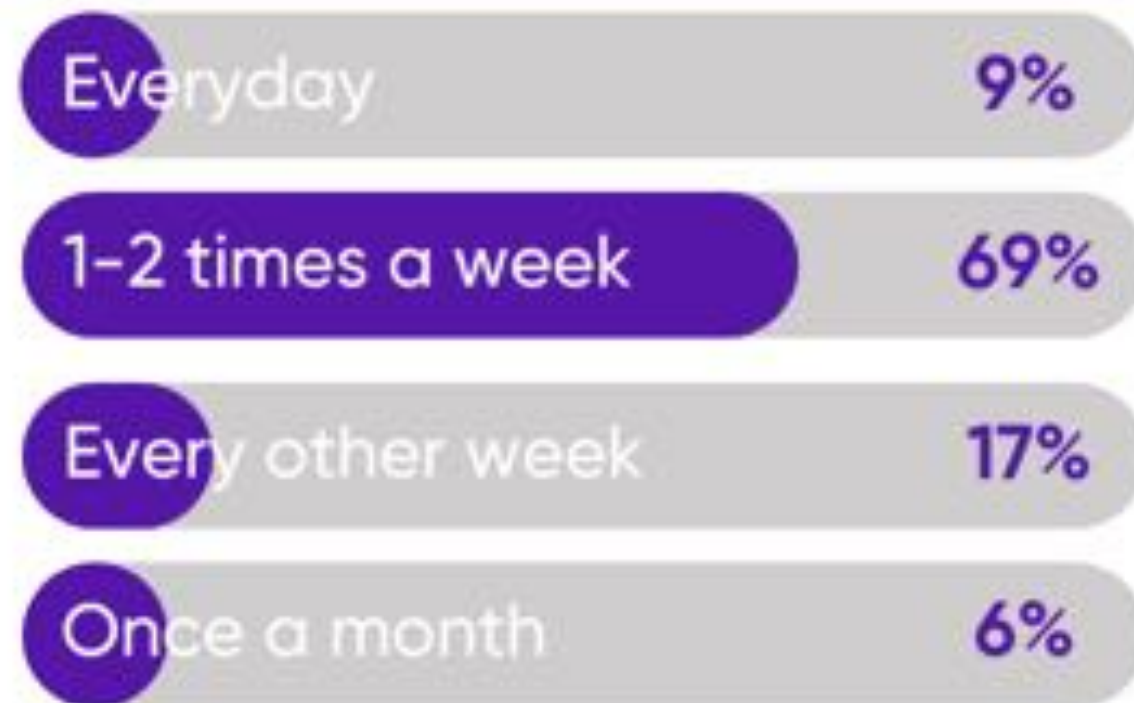 Everyday 9%
1-2 times a week 69%
Every other week 17%
Once a month 6%